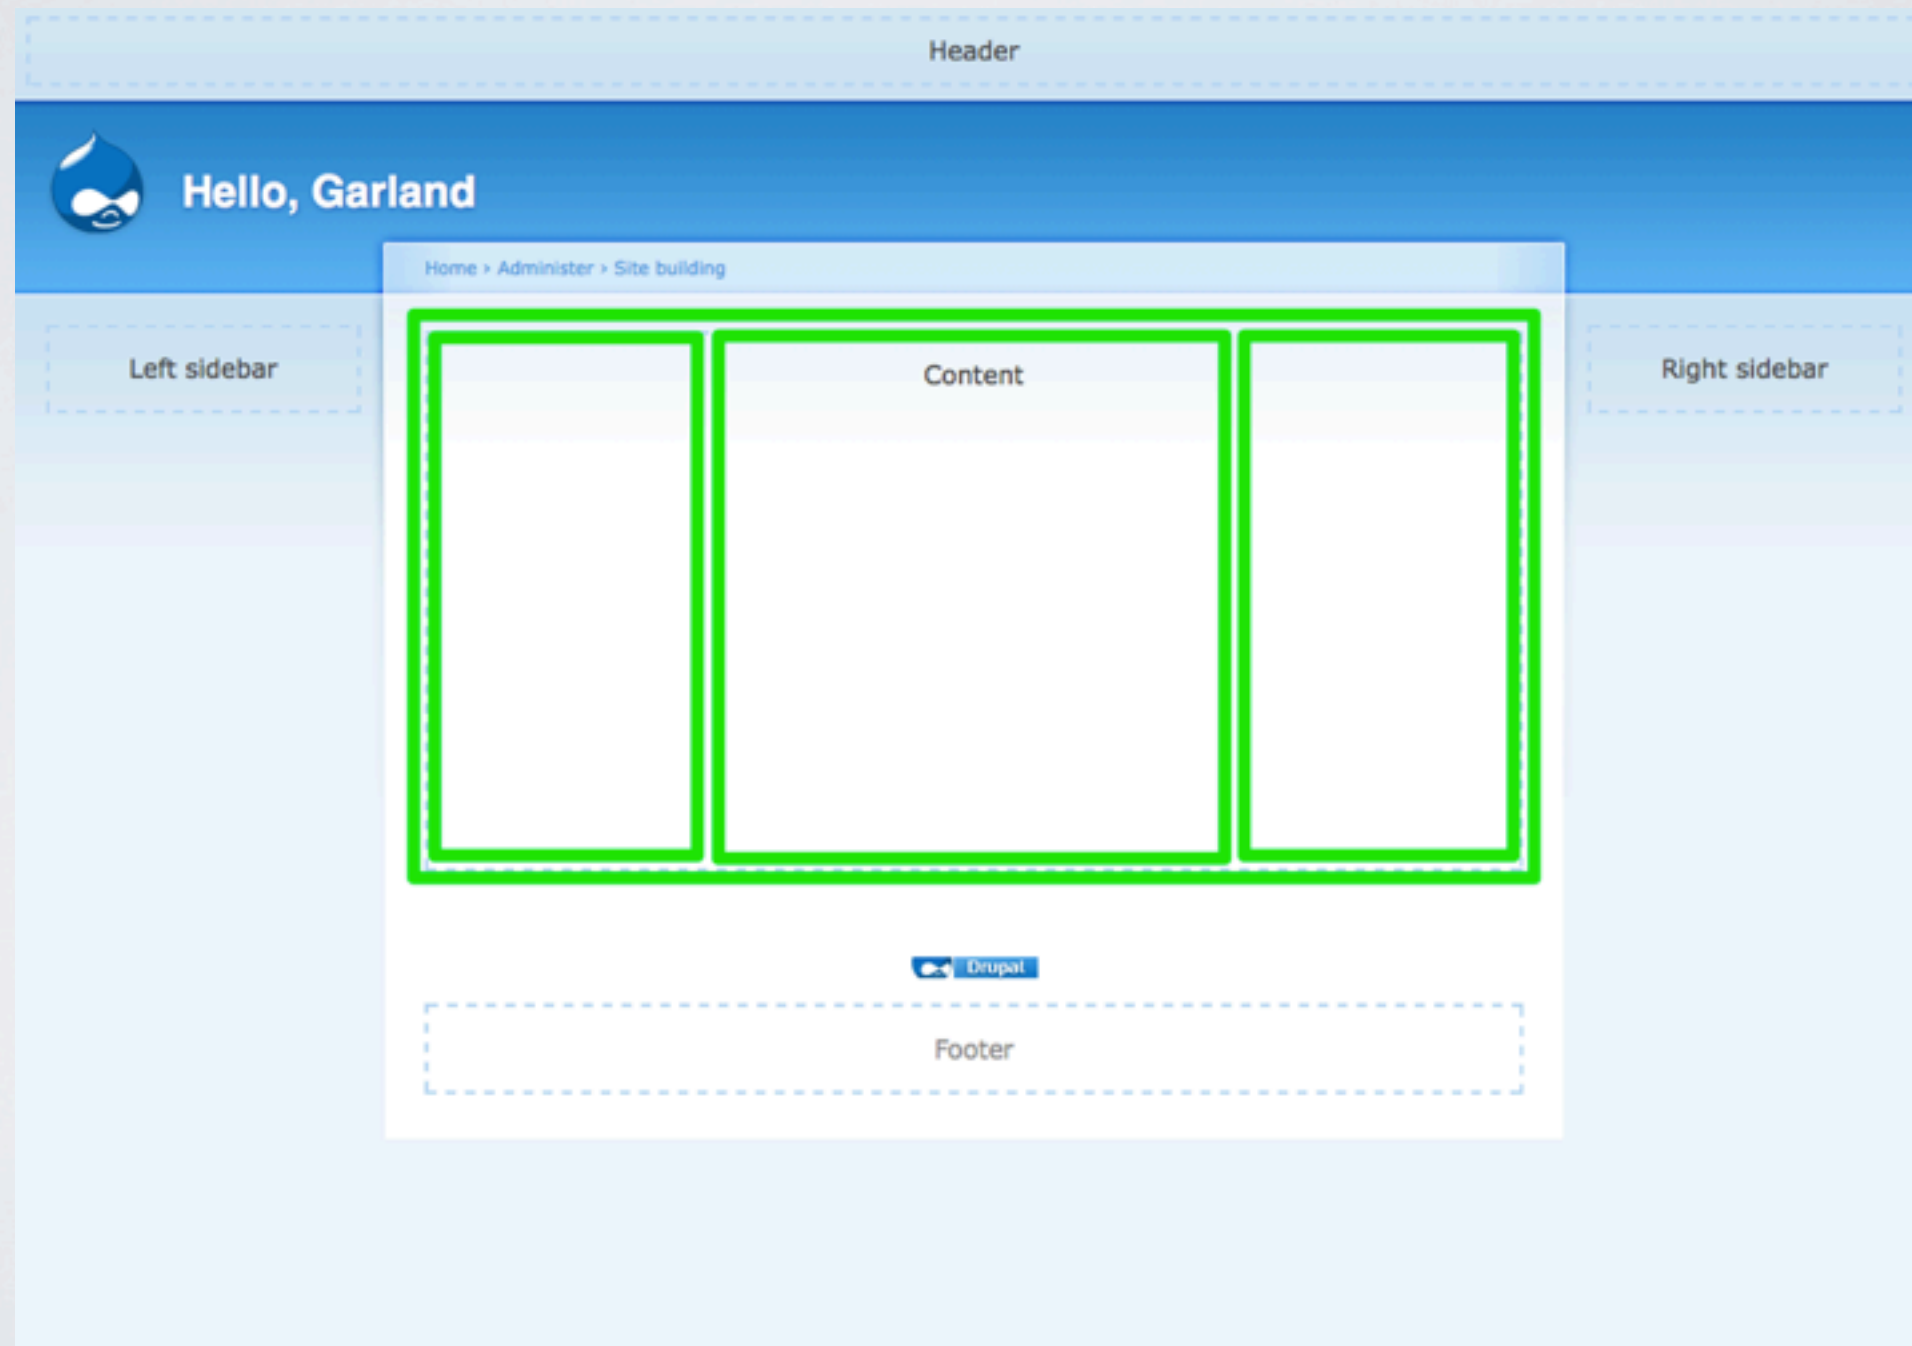 Header
Hello, Garland
Home › Administer › Site building
Left sidebar
Content
Right sidebar
Drupal
Footer